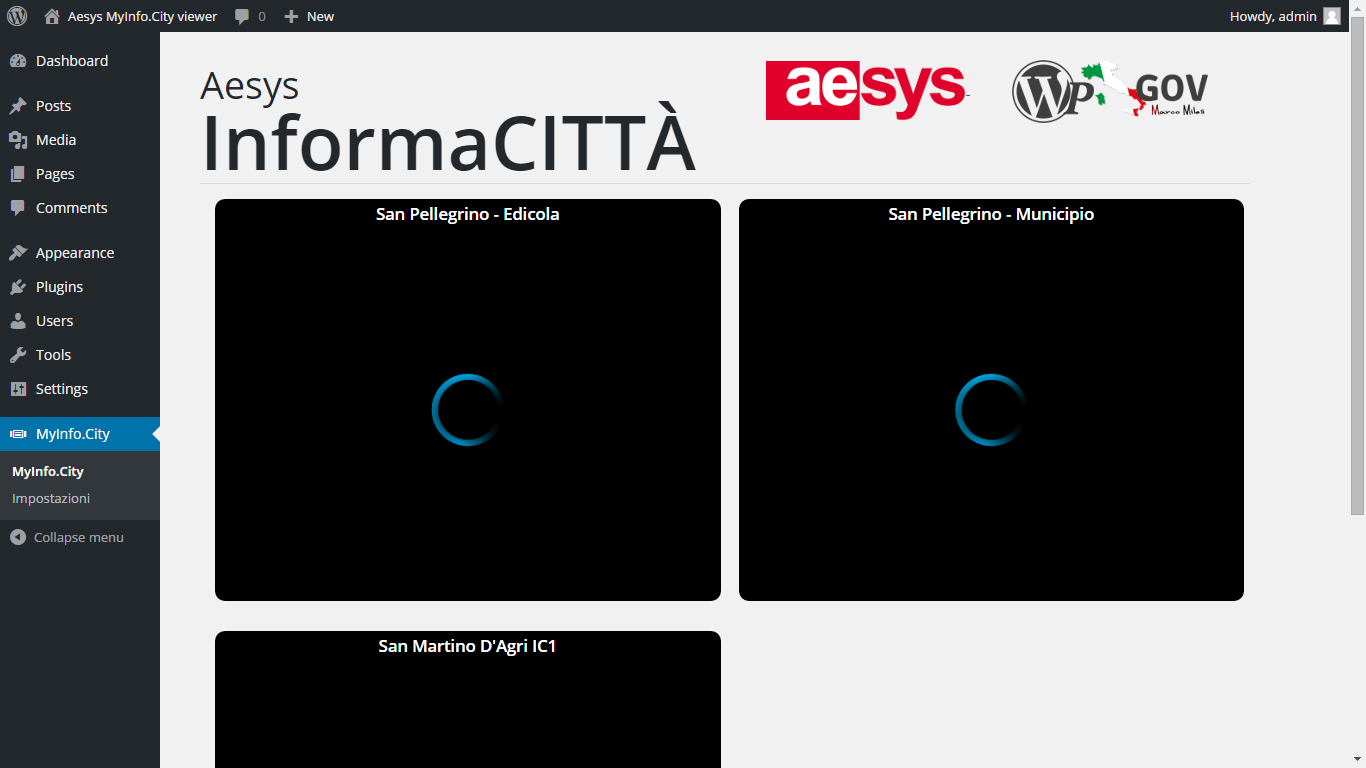 Aesys MyInfo.City viewer 0 New Howdy, admin
Dashboard
Posts
Media
Pages
Comments
Appearance
Plugins
Users
Tools
Settings
MyInfo.City
MyInfo.City
Impostazioni
Collapse menu
Aesys
InformaCITTÀ
aesys
WP GOV
Marco Milesi
San Pellegrino - Edicola
San Pellegrino - Municipio
San Martino D'Agri IC1